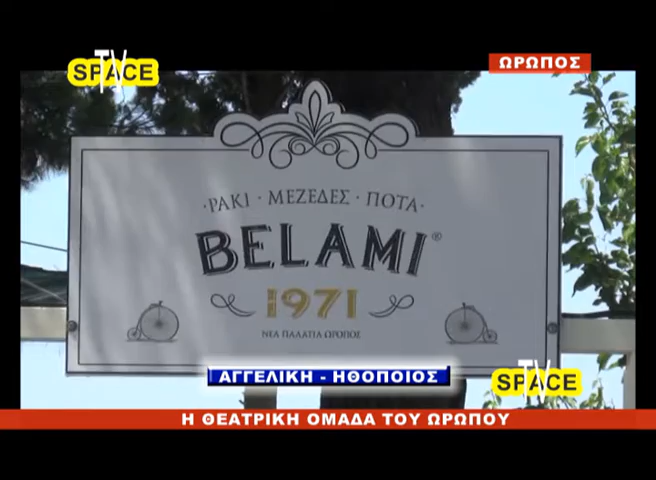 SPACE TV
ΩΡΩΠΟΣ
·ΡΑΚΙ · ΜΕΖΕΔΕΣ · ΠΟΤΑ·
BELAMI®
1971
ΝΕΑ ΠΑΛΑΤΙΑ ΩΡΩΠΟΣ
ΑΓΓΕΛΙΚΗ - ΗΘΟΠΟΙΟΣ
SPACE TV
Η ΘΕΑΤΡΙΚΗ ΟΜΑΔΑ ΤΟΥ ΩΡΩΠΟΥ